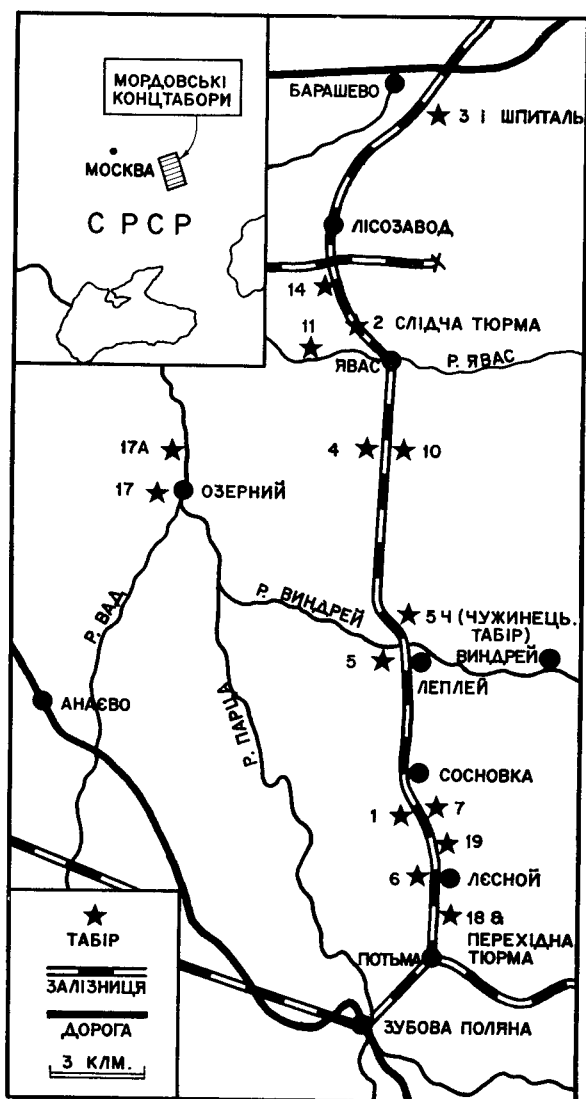 МОРДОВСЬКІ
КОНЦТАБОРИ
МОСКВА
СРСР
БАРАШЕВО
3 І ШПИТАЛЬ
ЛІСОЗАВОД
14
2 СЛІДЧА ТЮРМА
11
ЯВАС
Р. ЯВАС
17А
4
10
17
ОЗЕРНИЙ
Р. ВАД
Р. ВИНДРЕЙ
5 Ч (ЧУЖИНЕЦЬ.
ТАБІР)
ВИНДРЕЙ
5
ЛЕПЛЕЙ
АНАЄВО
Р. ПАРЦА
СОСНОВКА
1
7
19
6
ЛЄСНОЙ
18 &
ПЕРЕХІДНА
ТЮРМА
ПОТЬМА
ЗУБОВА ПОЛЯНА
ТАБІР
ЗАЛІЗНИЦЯ
ДОРОГА
3 КЛМ.